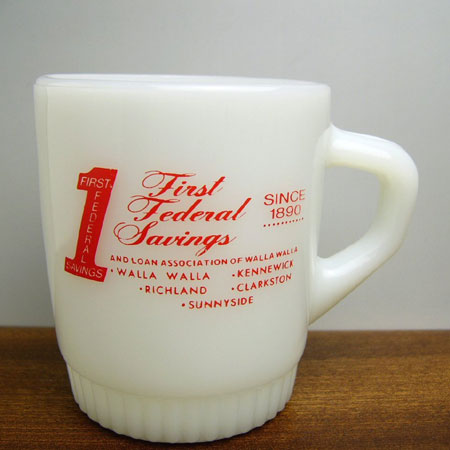 FIRST
FEDERAL
SAVINGS
First
Federal
Savings
SINCE
1890
AND LOAN ASSOCIATION OF WALLA WALLA
• WALLA WALLA • KENNEWICK
• RICHLAND • CLARKSTON
• SUNNYSIDE